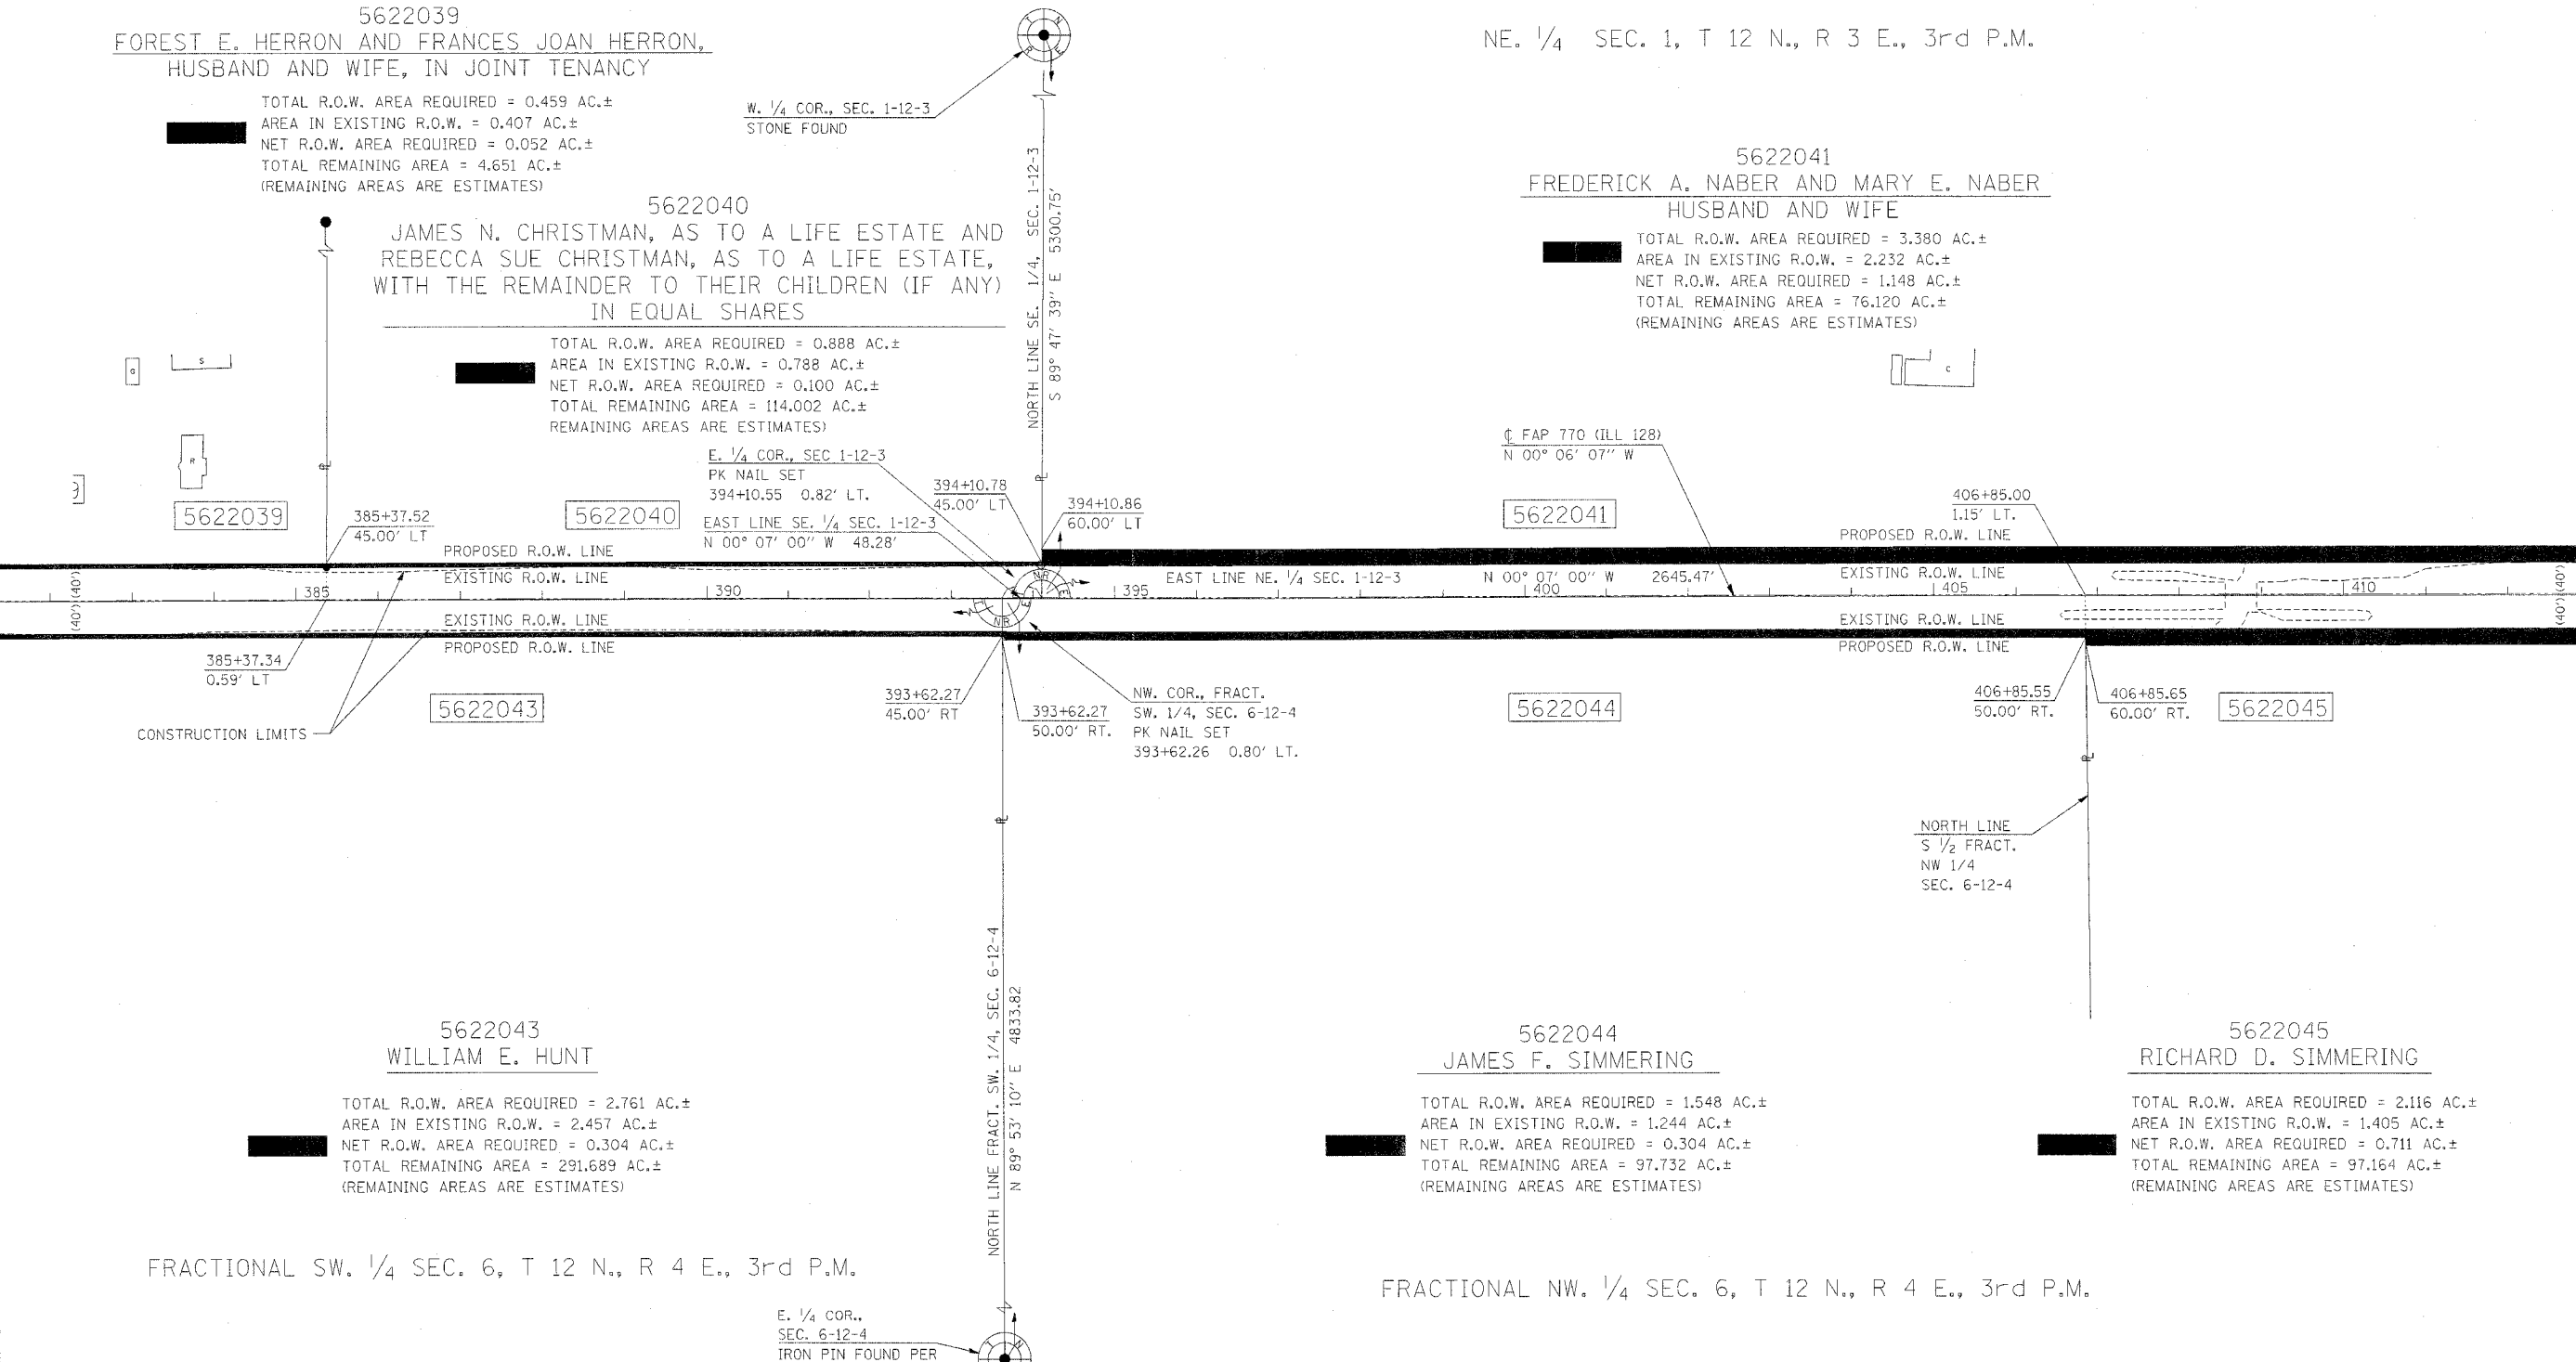 5622039
FOREST E. HERRON AND FRANCES JOAN HERRON,
HUSBAND AND WIFE, IN JOINT TENANCY
TOTAL R.O.W. AREA REQUIRED = 0.459 AC.±
AREA IN EXISTING R.O.W. = 0.407 AC.±
NET R.O.W. AREA REQUIRED = 0.052 AC.±
TOTAL REMAINING AREA = 4.651 AC.±
(REMAINING AREAS ARE ESTIMATES)
W. 1/4 COR., SEC. 1-12-3
STONE FOUND
NE. 1/4 SEC. 1, T 12 N., R 3 E., 3rd P.M.
5622040
JAMES N. CHRISTMAN, AS TO A LIFE ESTATE AND
REBECCA SUE CHRISTMAN, AS TO A LIFE ESTATE,
WITH THE REMAINDER TO THEIR CHILDREN (IF ANY)
IN EQUAL SHARES
TOTAL R.O.W. AREA REQUIRED = 0.888 AC.±
AREA IN EXISTING R.O.W. = 0.788 AC.±
NET R.O.W. AREA REQUIRED = 0.100 AC.±
TOTAL REMAINING AREA = 114.002 AC.±
REMAINING AREAS ARE ESTIMATES)
NORTH LINE SE. 1/4, SEC. 1-12-3
S 89° 47' 39" E 5300.75'
5622041
FREDERICK A. NABER AND MARY E. NABER
HUSBAND AND WIFE
TOTAL R.O.W. AREA REQUIRED = 3.380 AC.±
AREA IN EXISTING R.O.W. = 2.232 AC.±
NET R.O.W. AREA REQUIRED = 1.148 AC.±
TOTAL REMAINING AREA = 76.120 AC.±
(REMAINING AREAS ARE ESTIMATES)
G
S
R
C
E. 1/4 COR., SEC 1-12-3
PK NAIL SET
394+10.55 0.82' LT.
EAST LINE SE. 1/4 SEC. 1-12-3
N 00° 07' 00" W 48.28'
394+10.78
45.00' LT
394+10.86
60.00' LT
℄ FAP 770 (ILL 128)
N 00° 06' 07" W
406+85.00
1.15' LT.
5622039
385+37.52
45.00' LT
5622040
5622041
PROPOSED R.O.W. LINE
PROPOSED R.O.W. LINE
EXISTING R.O.W. LINE
EAST LINE NE. 1/4 SEC. 1-12-3
N 00° 07' 00" W 2645.47'
EXISTING R.O.W. LINE
(40')(40')
385
390
395
400
405
410
(40')(40')
EXISTING R.O.W. LINE
EXISTING R.O.W. LINE
PROPOSED R.O.W. LINE
PROPOSED R.O.W. LINE
385+37.34
0.59' LT
CONSTRUCTION LIMITS
5622043
393+62.27
45.00' RT
393+62.27
50.00' RT.
NW. COR., FRACT.
SW. 1/4, SEC. 6-12-4
PK NAIL SET
393+62.26 0.80' LT.
5622044
406+85.55
50.00' RT.
406+85.65
60.00' RT.
5622045
NORTH LINE
S 1/2 FRACT.
NW 1/4
SEC. 6-12-4
NORTH LINE FRACT. SW. 1/4, SEC. 6-12-4
N 89° 53' 10" E 4833.82
5622043
WILLIAM E. HUNT
TOTAL R.O.W. AREA REQUIRED = 2.761 AC.±
AREA IN EXISTING R.O.W. = 2.457 AC.±
NET R.O.W. AREA REQUIRED = 0.304 AC.±
TOTAL REMAINING AREA = 291.689 AC.±
(REMAINING AREAS ARE ESTIMATES)
5622044
JAMES F. SIMMERING
TOTAL R.O.W. AREA REQUIRED = 1.548 AC.±
AREA IN EXISTING R.O.W. = 1.244 AC.±
NET R.O.W. AREA REQUIRED = 0.304 AC.±
TOTAL REMAINING AREA = 97.732 AC.±
(REMAINING AREAS ARE ESTIMATES)
5622045
RICHARD D. SIMMERING
TOTAL R.O.W. AREA REQUIRED = 2.116 AC.±
AREA IN EXISTING R.O.W. = 1.405 AC.±
NET R.O.W. AREA REQUIRED = 0.711 AC.±
TOTAL REMAINING AREA = 97.164 AC.±
(REMAINING AREAS ARE ESTIMATES)
FRACTIONAL SW. 1/4 SEC. 6, T 12 N., R 4 E., 3rd P.M.
FRACTIONAL NW. 1/4 SEC. 6, T 12 N., R 4 E., 3rd P.M.
E. 1/4 COR.,
SEC. 6-12-4
IRON PIN FOUND PER